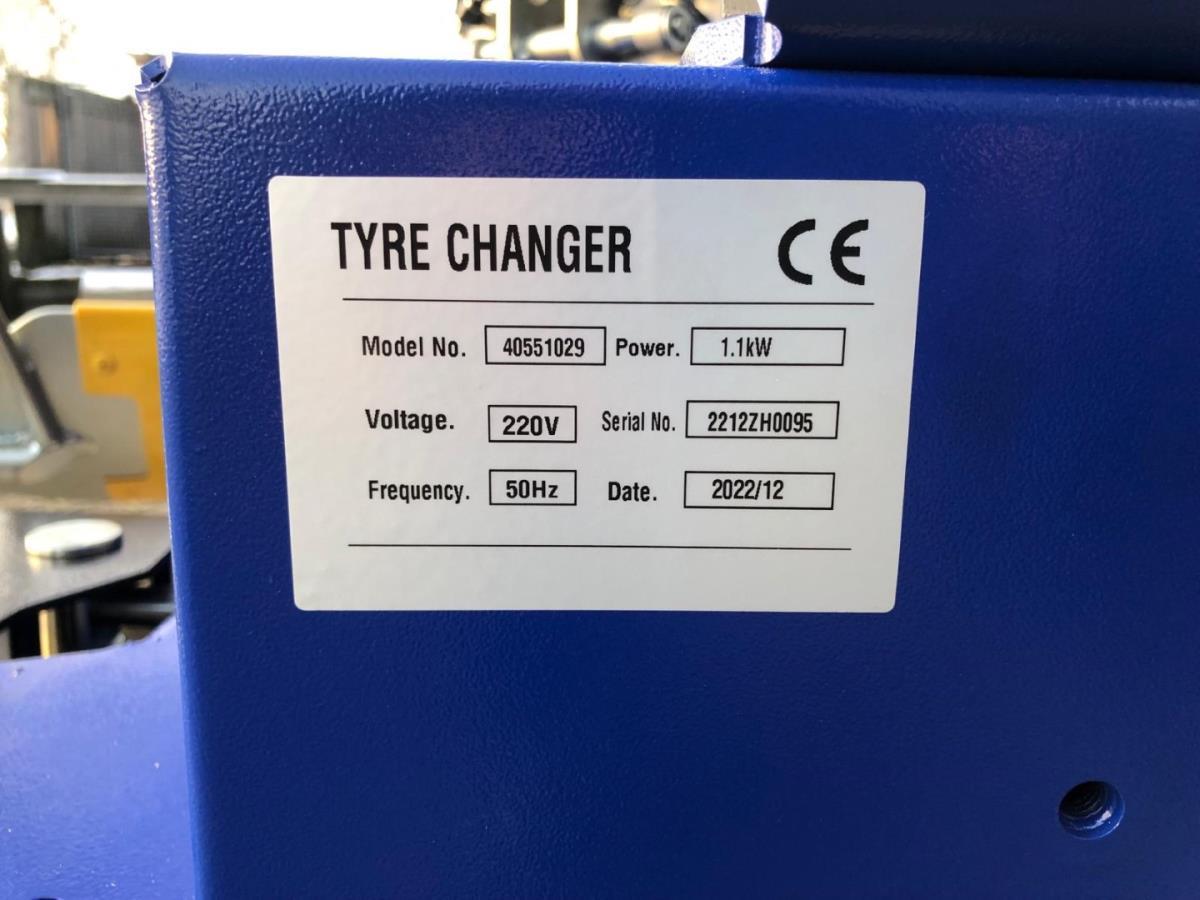 TYRE CHANGER CE
Model No. 40551029 Power. 1.1kW
Voltage. 220V Serial No. 2212ZH0095
Frequency. 50Hz Date. 2022/12